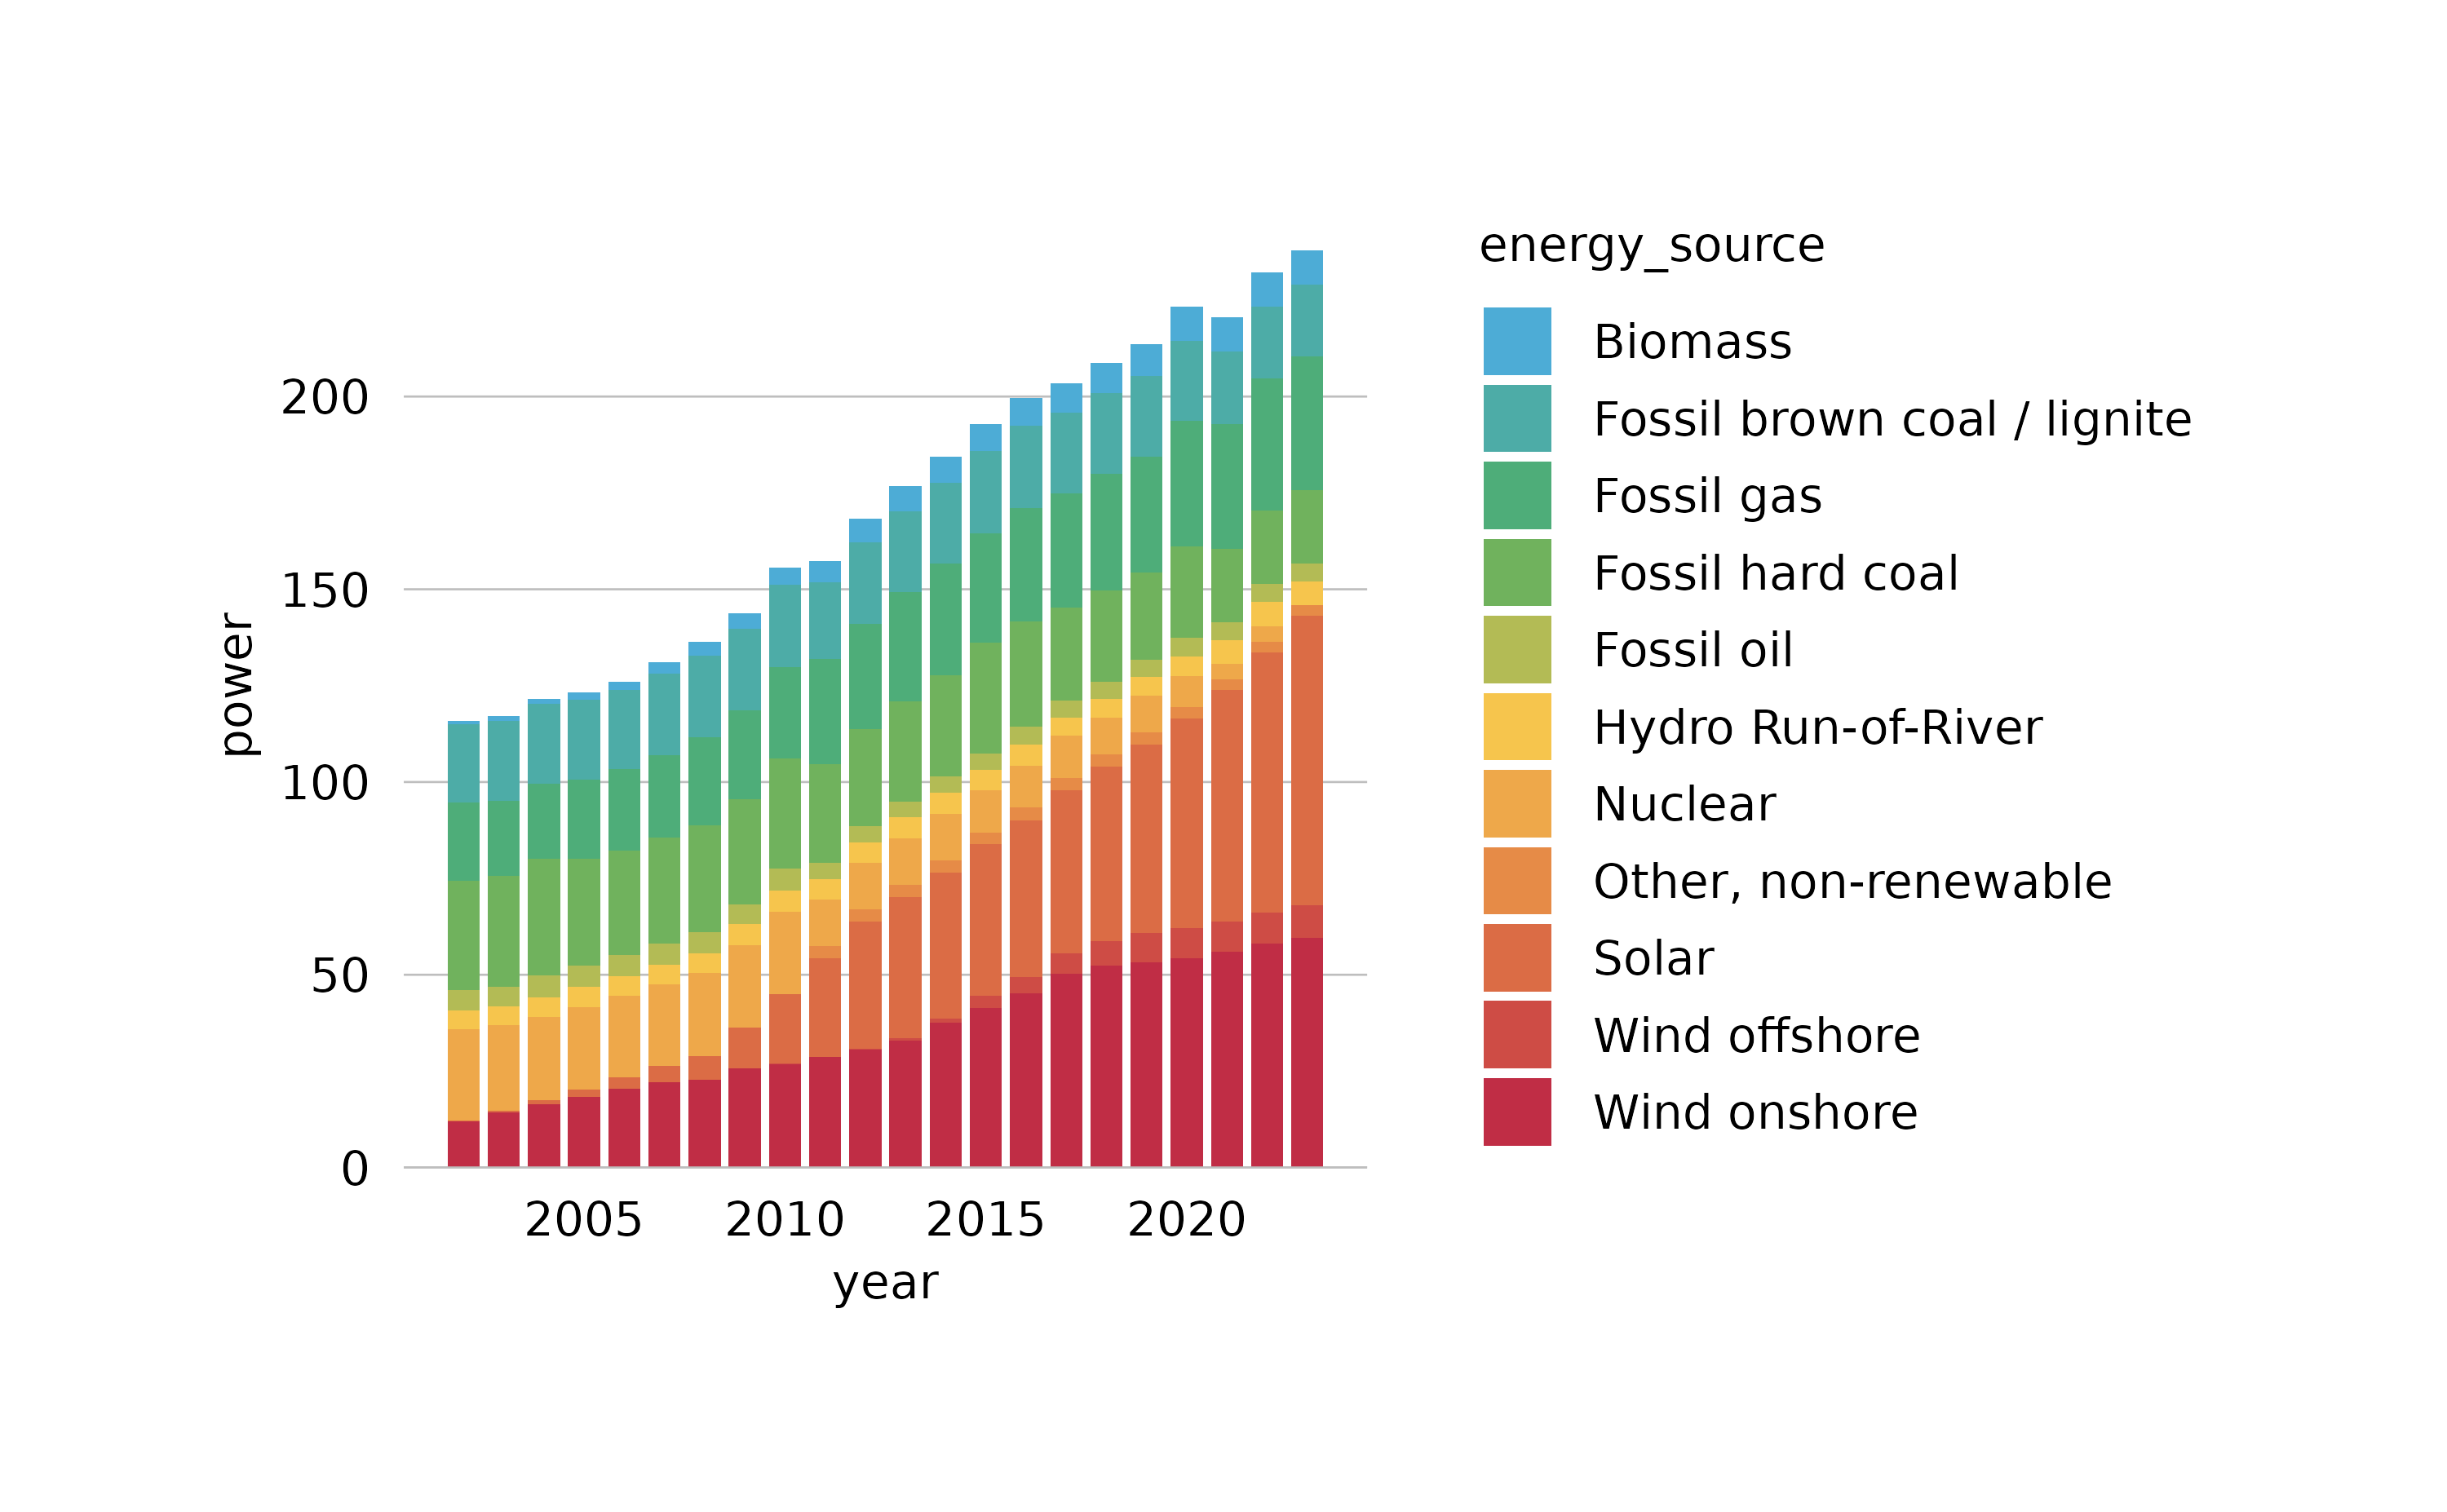 energy_source
Biomass
Fossil brown coal / lignite
Fossil gas
Fossil hard coal
Fossil oil
Hydro Run-of-River
Nuclear
Other, non-renewable
Solar
Wind offshore
Wind onshore
power
200
150
100
50
0
2005 2010 2015 2020
year